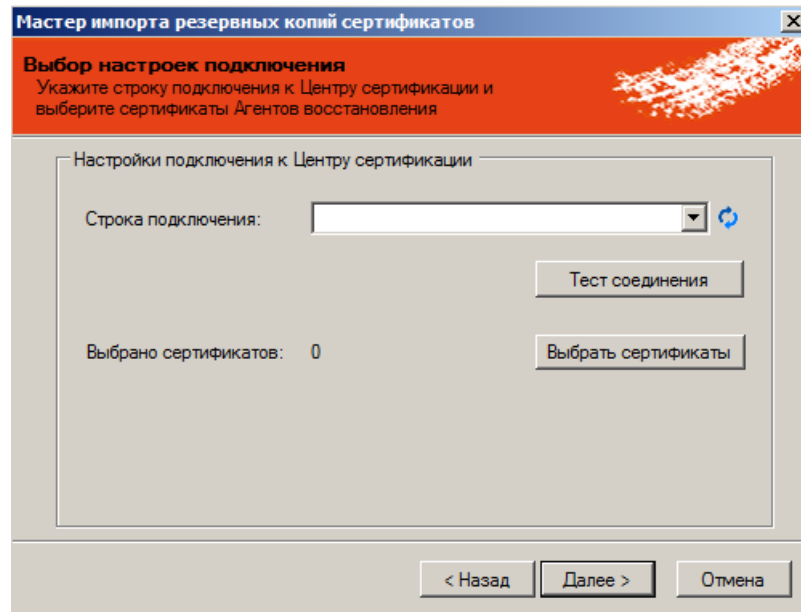 Мастер импорта резервных копий сертификатов
Выбор настроек подключения
Укажите строку подключения к Центру сертификации и
выберите сертификаты Агентов восстановления
Настройки подключения к Центру сертификации
Строка подключения:
Тест соединения
Выбрано сертификатов: 0
Выбрать сертификаты
< Назад
Далее >
Отмена